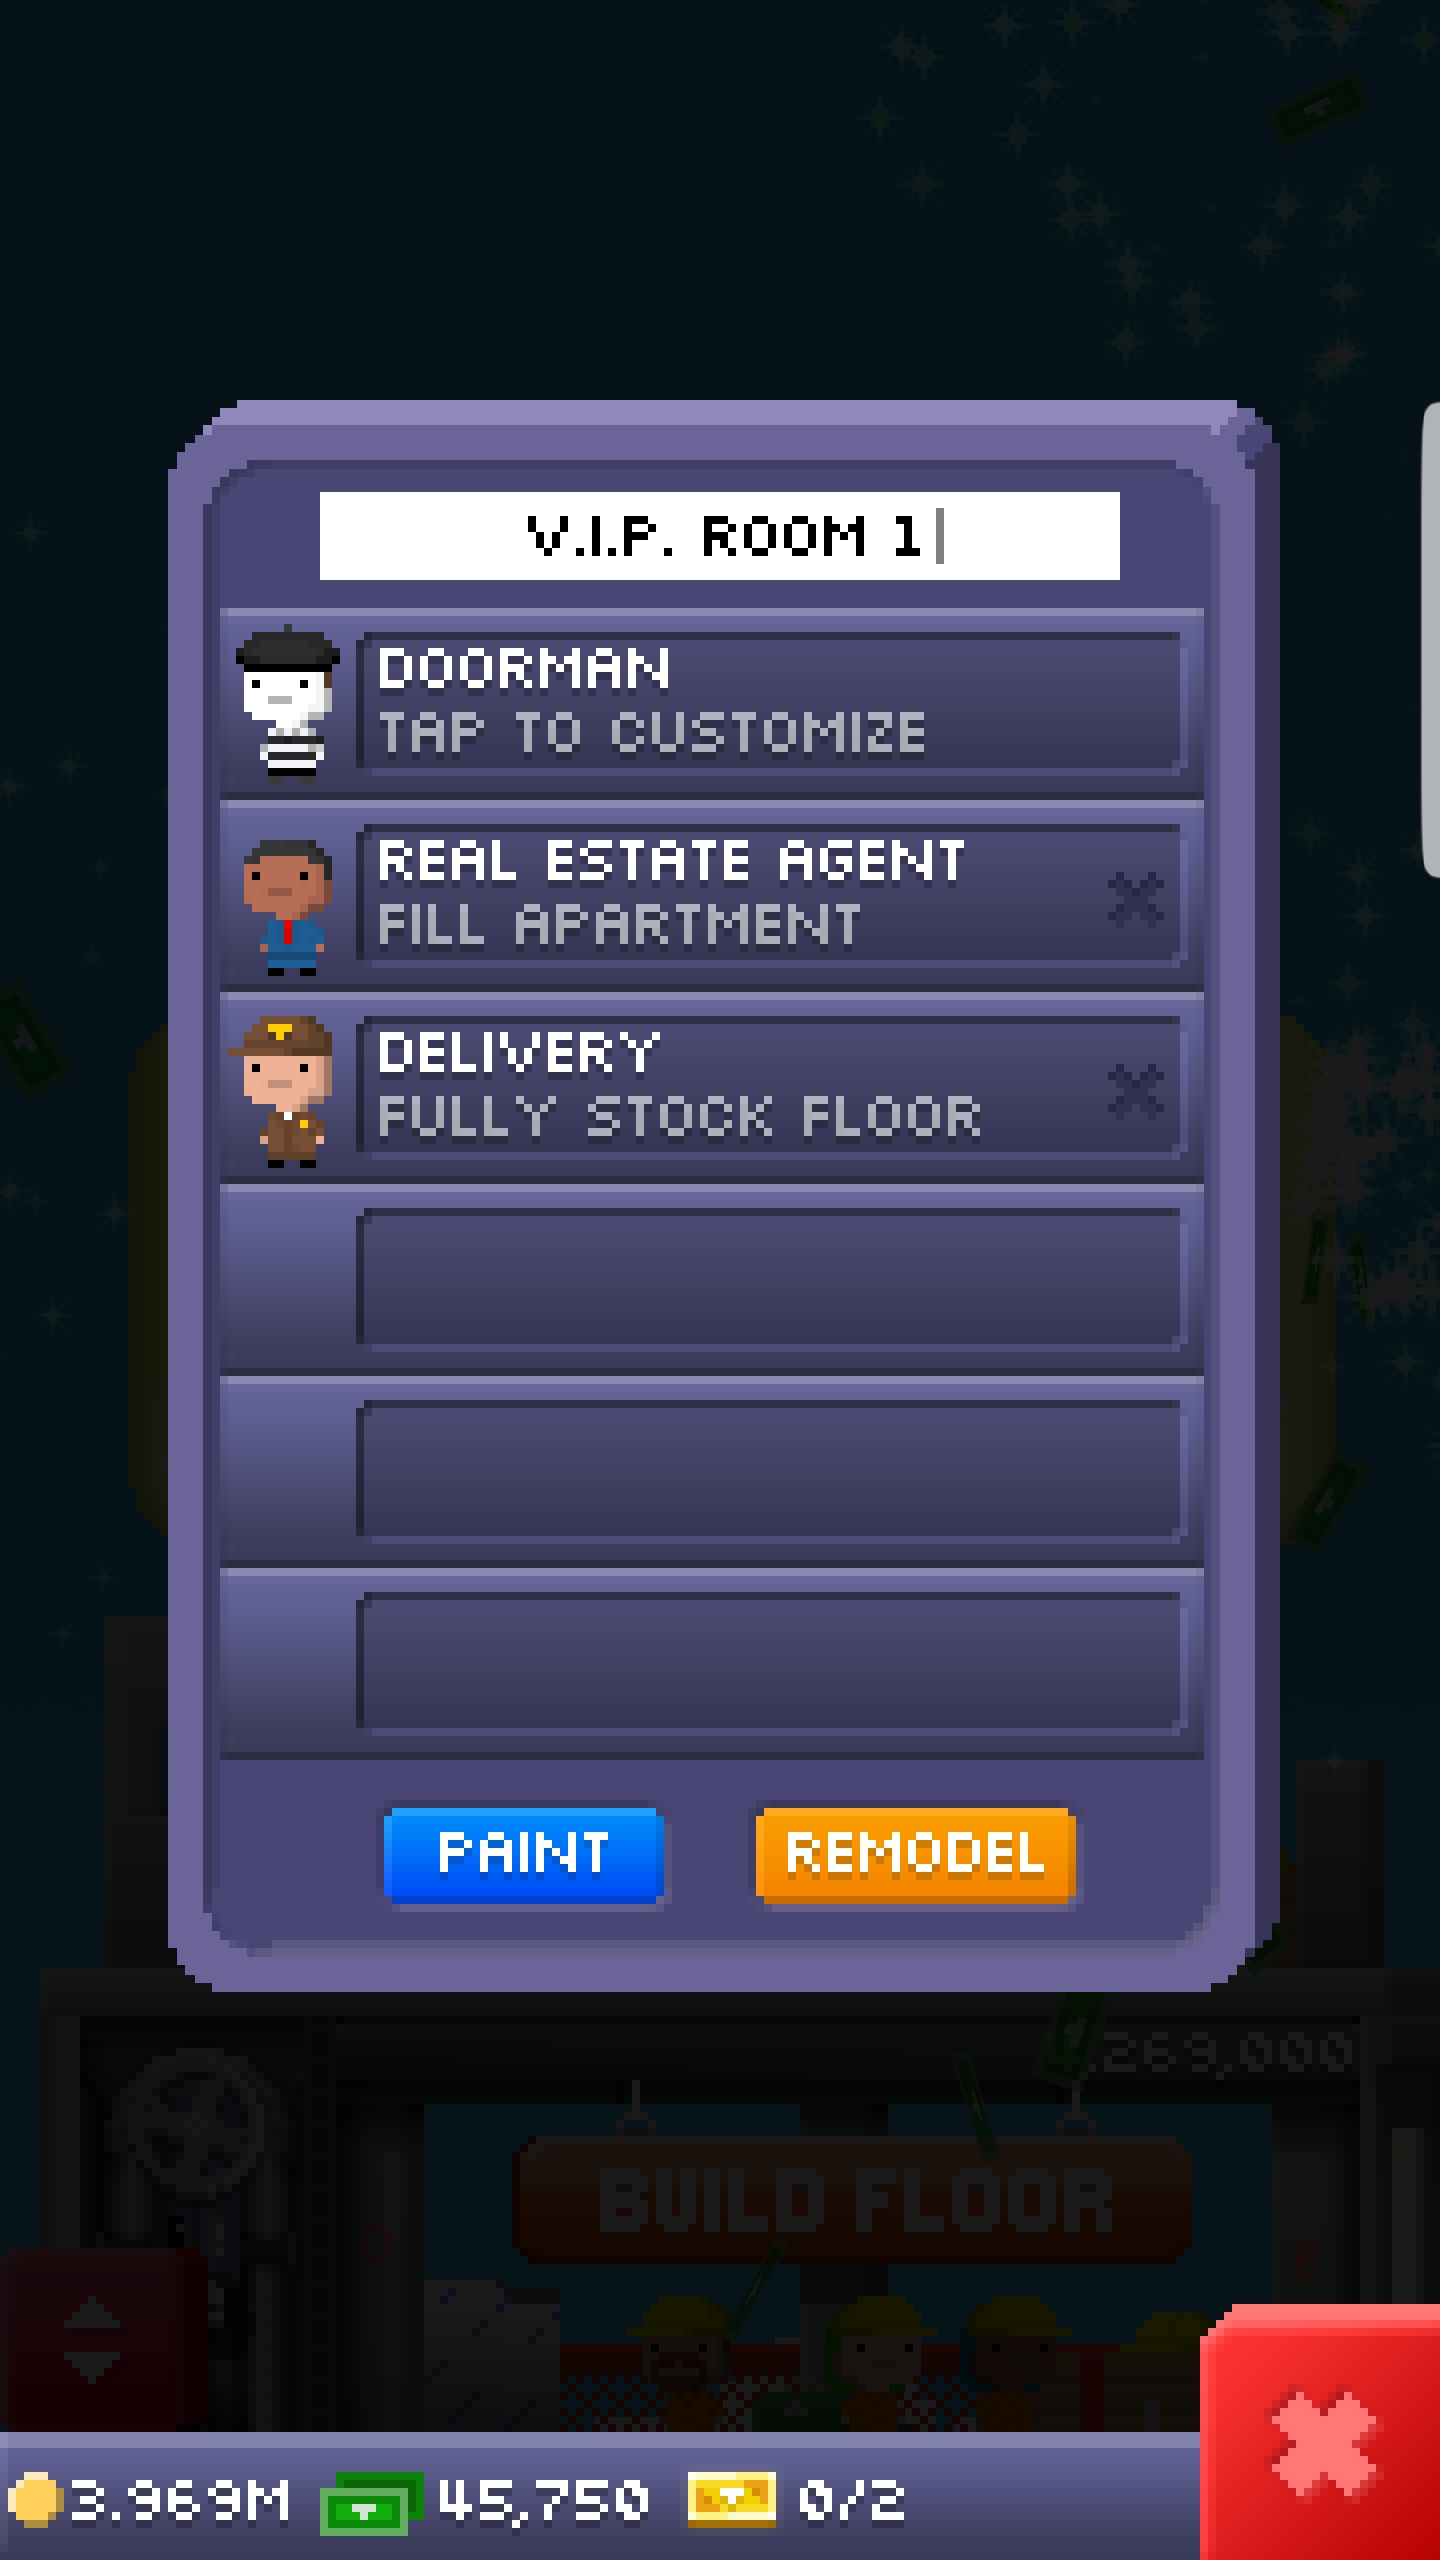 V.I.P. ROOM 1
DOORMAN
TAP TO CUSTOMIZE
REAL ESTATE AGENT
FILL APARTMENT
DELIVERY
FULLY STOCK FLOOR
PAINT
REMODEL
269,000
BUILD FLOOR
3.969M
45,750
0/2